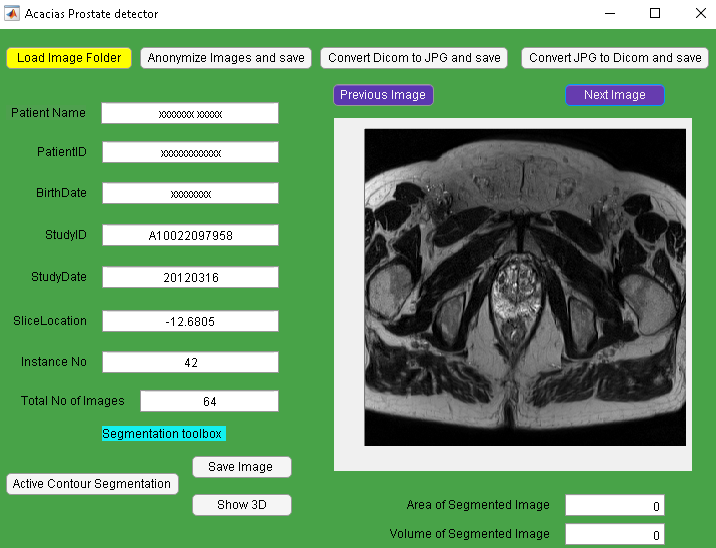 Acacias Prostate detector
Load Image Folder Anonymize Images and save Convert Dicom to JPG and save Convert JPG to Dicom and save
Previous Image Next Image
Patient Name xxxxxxx xxxxx
PatientID xxxxxxxxxxxx
BirthDate xxxxxxxx
StudyID A10022097958
StudyDate 20120316
SliceLocation -12.6805
Instance No 42
Total No of Images 64
Segmentation toolbox
Save Image
Active Contour Segmentation
Show 3D
Area of Segmented Image 0
Volume of Segmented Image 0